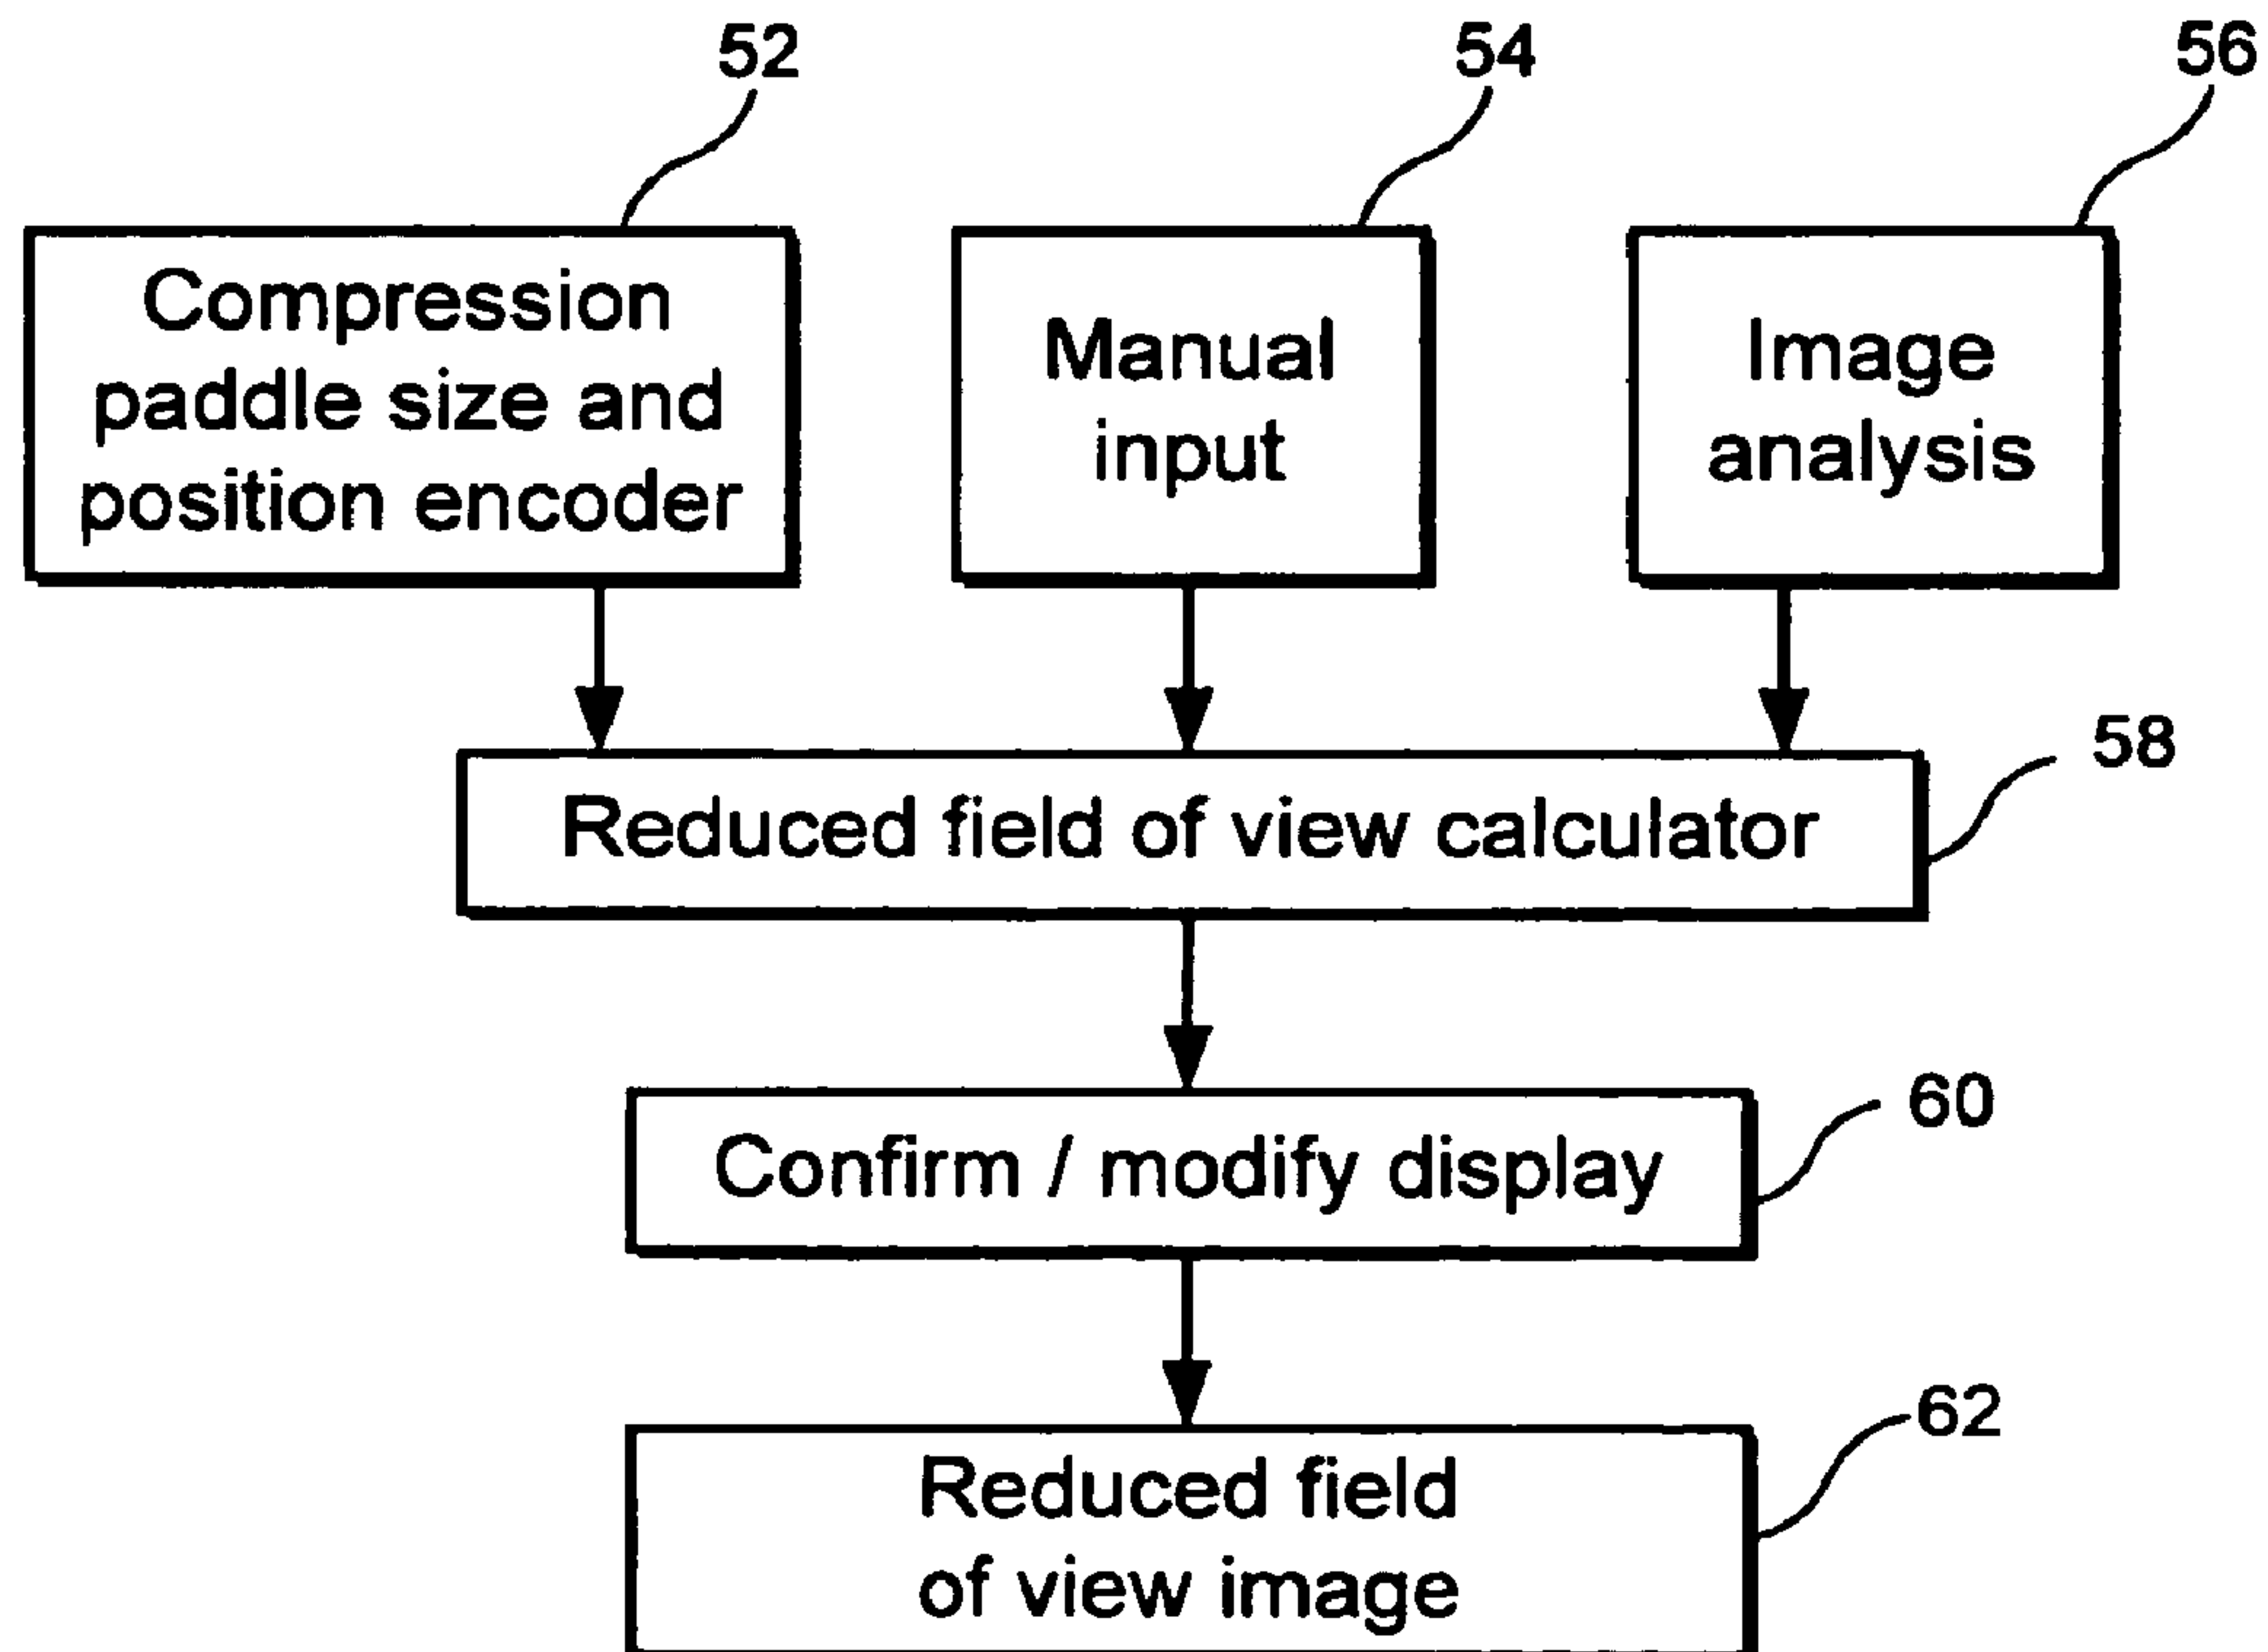 52
54
56
Compression
paddle size and
position encoder
Manual
input
Image
analysis
58
Reduced field of view calculator
60
Confirm / modify display
62
Reduced field
of view image